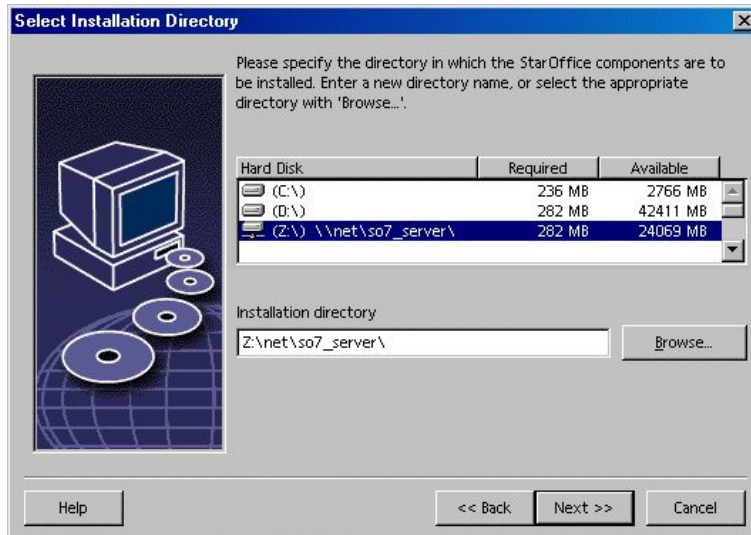 Select Installation Directory
Please specify the directory in which the StarOffice components are to
be installed. Enter a new directory name, or select the appropriate
directory with 'Browse...'.
Hard Disk Required Available
(C:\) 236 MB 2766 MB
(D:\) 282 MB 42411 MB
(Z:\) \\net\so7_server\ 282 MB 24069 MB
Installation directory
Z:\net\so7_server\
Browse...
Help << Back Next >> Cancel